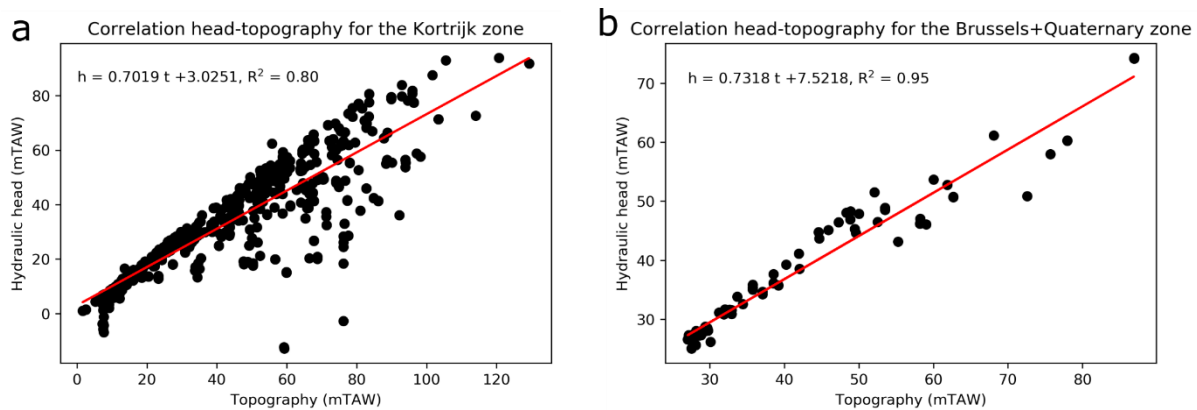 a
Correlation head-topography for the Kortrijk zone
h = 0.7019 t +3.0251, R² = 0.80
Hydraulic head (mTAW)
80
60
40
20
0
0 20 40 60 80 100 120
Topography (mTAW)
b
Correlation head-topography for the Brussels+Quaternary zone
h = 0.7318 t +7.5218, R² = 0.95
Hydraulic head (mTAW)
70
60
50
40
30
30 40 50 60 70 80
Topography (mTAW)